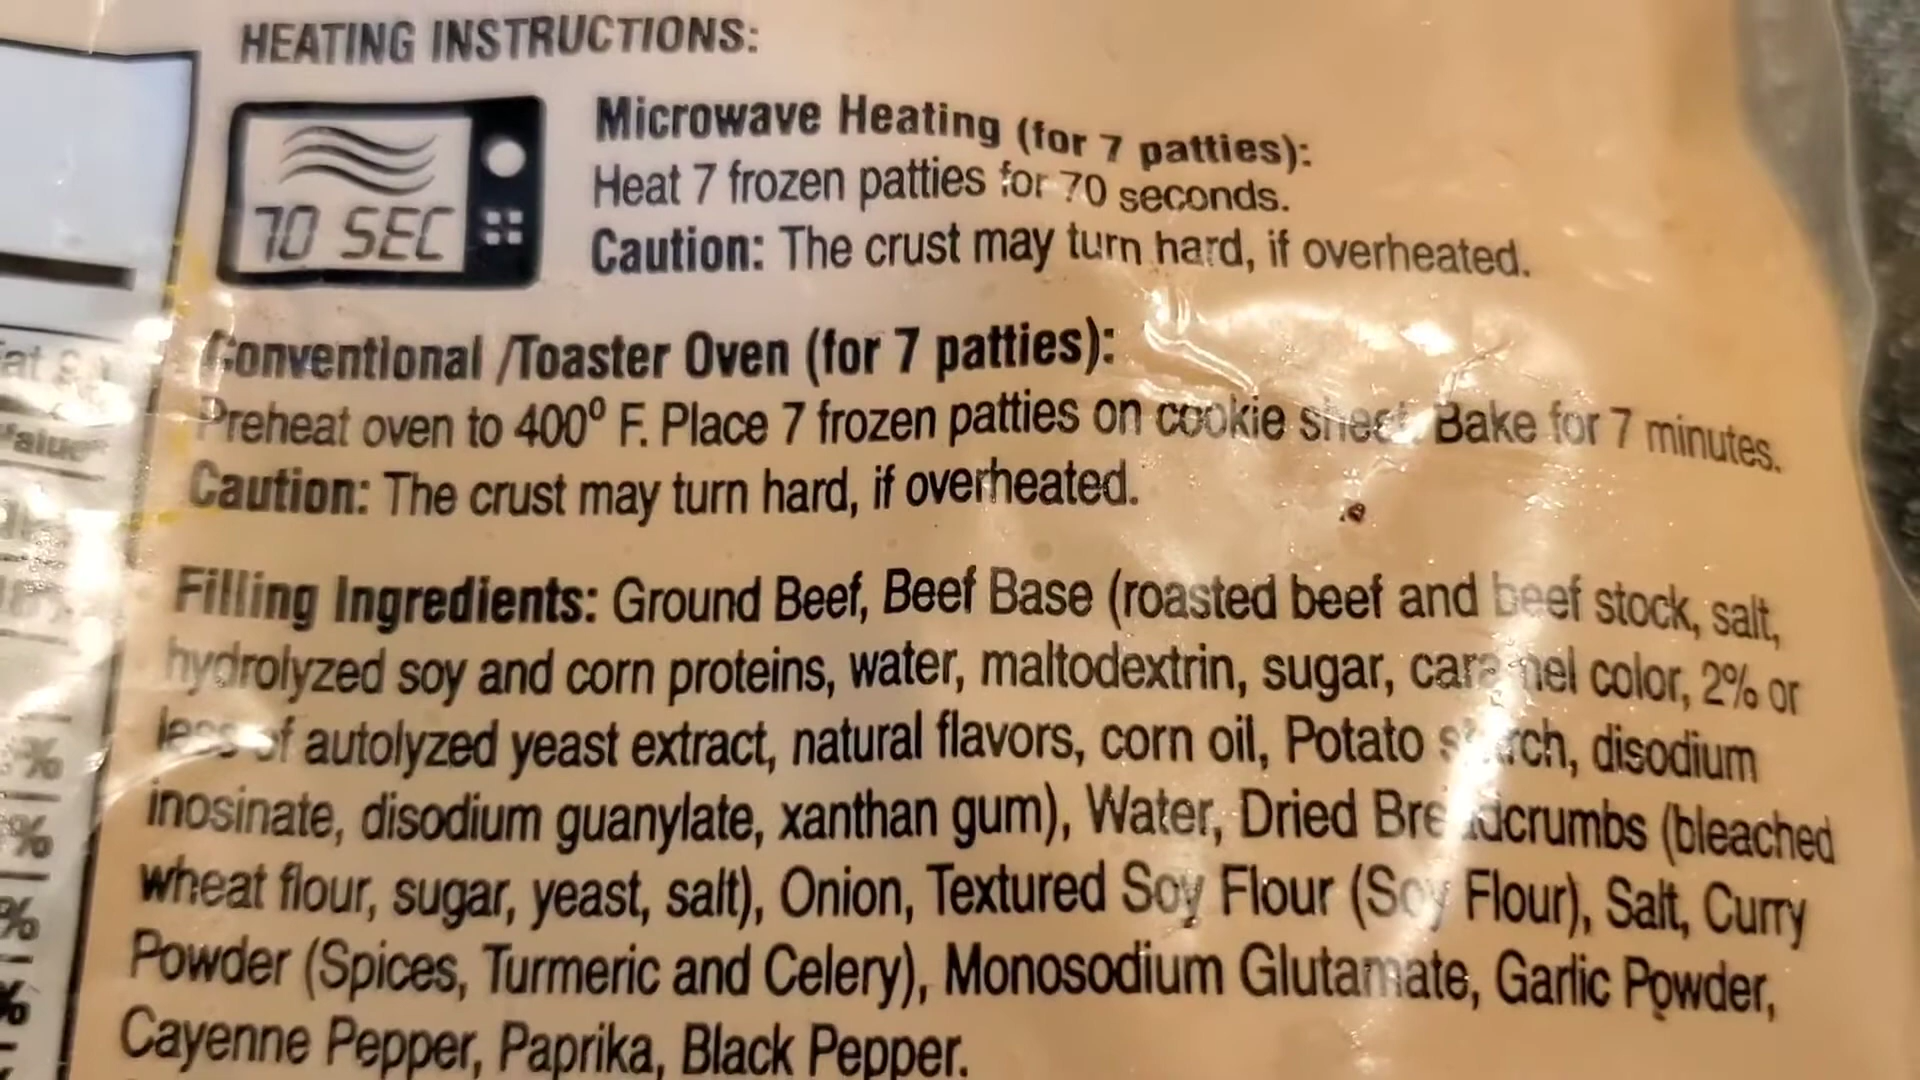 HEATING INSTRUCTIONS:
70 SEC
Microwave Heating (for 7 patties):
Heat 7 frozen patties for 70 seconds.
Caution: The crust may turn hard, if overheated.
Conventional /Toaster Oven (for 7 patties):
Preheat oven to 400º F. Place 7 frozen patties on cookie sheet. Bake for 7 minutes.
Caution: The crust may turn hard, if overheated.
Filling Ingredients: Ground Beef, Beef Base (roasted beef and beef stock, salt,
hydrolyzed soy and corn proteins, water, maltodextrin, sugar, caramel color, 2% or
less of autolyzed yeast extract, natural flavors, corn oil, Potato starch, disodium
inosinate, disodium guanylate, xanthan gum), Water, Dried Breadcrumbs (bleached
wheat flour, sugar, yeast, salt), Onion, Textured Soy Flour (Soy Flour), Salt, Curry
Powder (Spices, Turmeric and Celery), Monosodium Glutamate, Garlic Powder,
Cayenne Pepper, Paprika, Black Pepper.
%
%
%
%